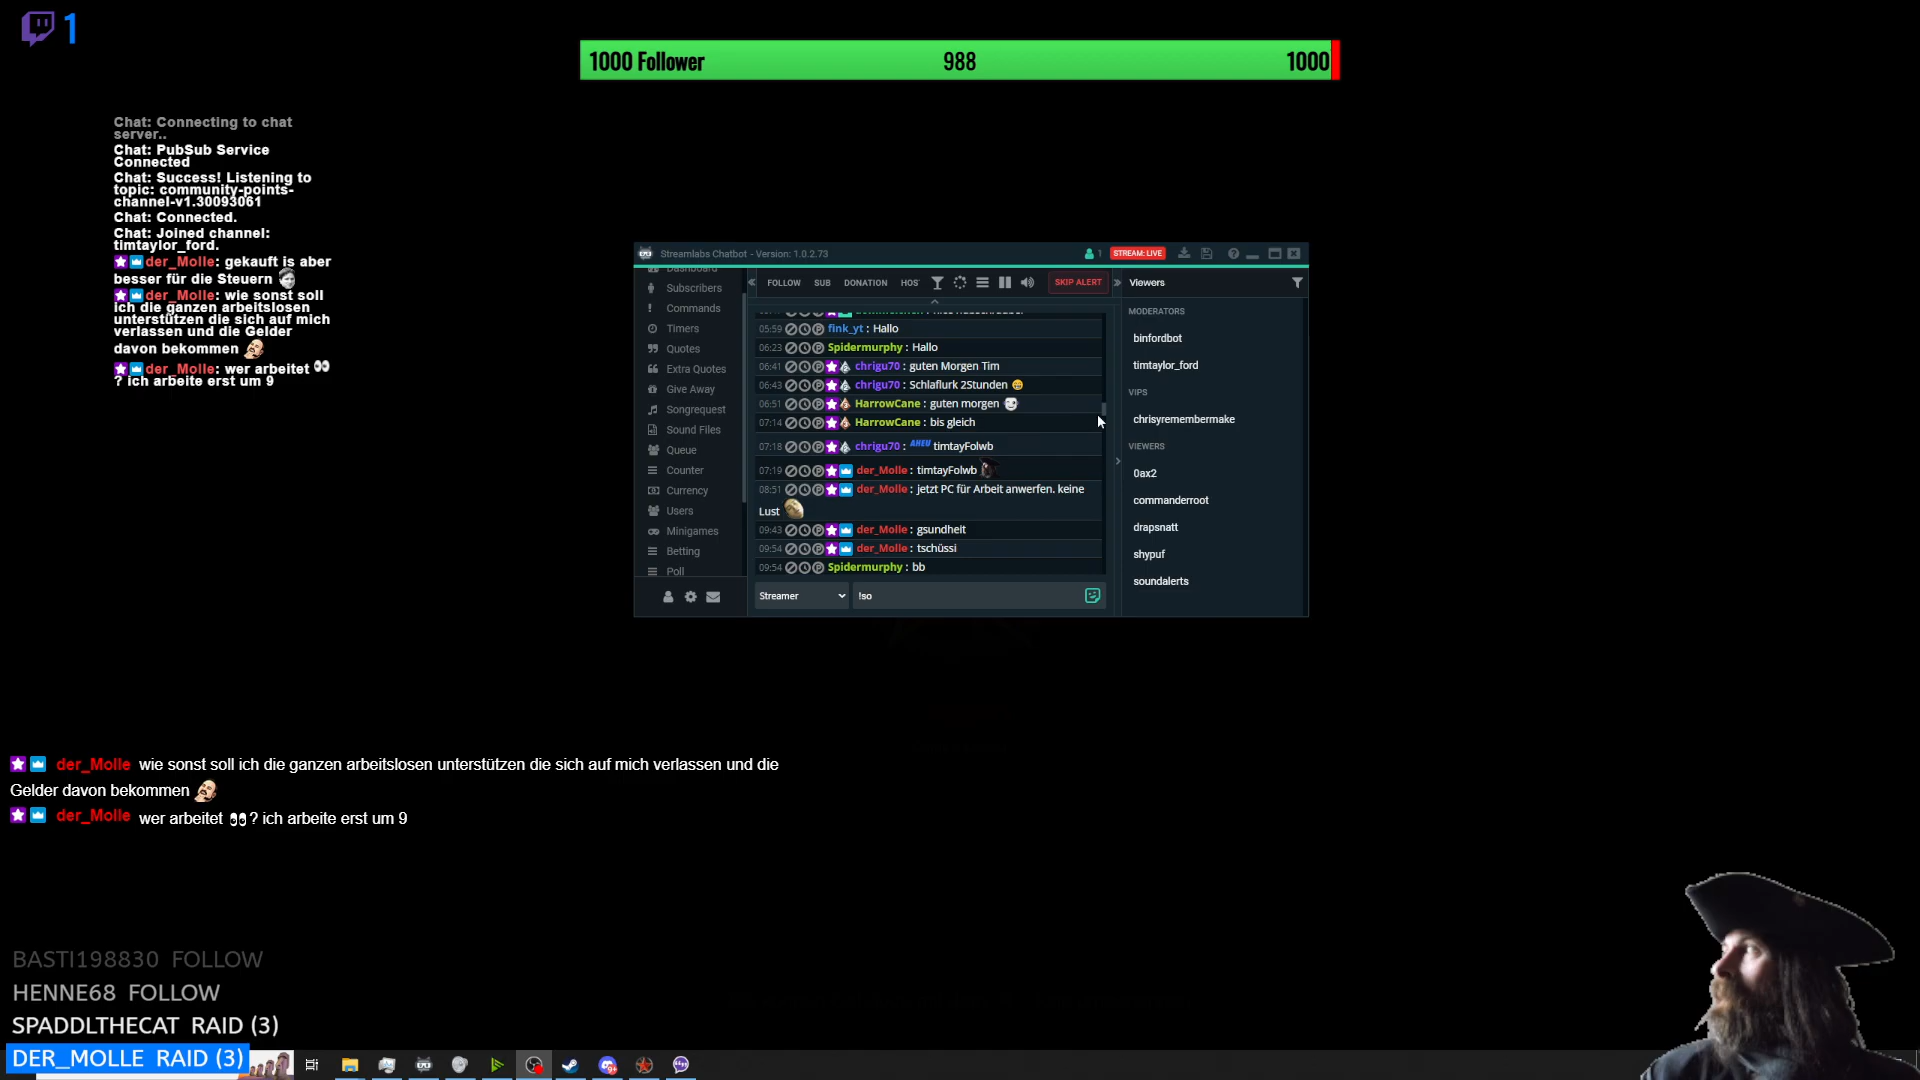 1
1000 Follower 988 1000
Chat: Connecting to chat
server..
Chat: PubSub Service
Connected
Chat: Success! Listening to
topic: community-points-
channel-v1.30093061
Chat: Connected.
Chat: Joined channel:
timtaylor_ford.
der_Molle: gekauft is aber
besser für die Steuern
der_Molle: wie sonst soll
ich die ganzen arbeitslosen
unterstützen die sich auf mich
verlassen und die Gelder
davon bekommen
der_Molle: wer arbeitet
? ich arbeite erst um 9
Streamlabs Chatbot - Version: 1.0.2.73
1 STREAM: LIVE
Dashboard
Subscribers
Commands
Timers
Quotes
Extra Quotes
Give Away
Songrequest
Sound Files
Queue
Counter
Currency
Users
Minigames
Betting
Poll
FOLLOW SUB DONATION HOS SKIP ALERT
05:59 fink_yt : Hallo
06:23 Spidermurphy : Hallo
06:41 chrigu70 : guten Morgen Tim
06:43 chrigu70 : Schlaflurk 2Stunden
06:51 HarrowCane : guten morgen
07:14 HarrowCane : bis gleich
07:18 chrigu70 : AHEU timtayFolwb
07:19 der_Molle : timtayFolwb
08:51 der_Molle : jetzt PC für Arbeit anwerfen. keine
Lust
09:43 der_Molle : gsundheit
09:54 der_Molle : tschüssi
09:54 Spidermurphy : bb
Streamer !so
Viewers
MODERATORS
binfordbot
timtaylor_ford
VIPS
chrisyremembermake
VIEWERS
0ax2
commanderroot
drapsnatt
shypuf
soundalerts
der_Molle wie sonst soll ich die ganzen arbeitslosen unterstützen die sich auf mich verlassen und die
Gelder davon bekommen
der_Molle wer arbeitet ? ich arbeite erst um 9
BASTI198830 FOLLOW
HENNE68 FOLLOW
SPADDLTHECAT RAID (3)
DER_MOLLE RAID (3)